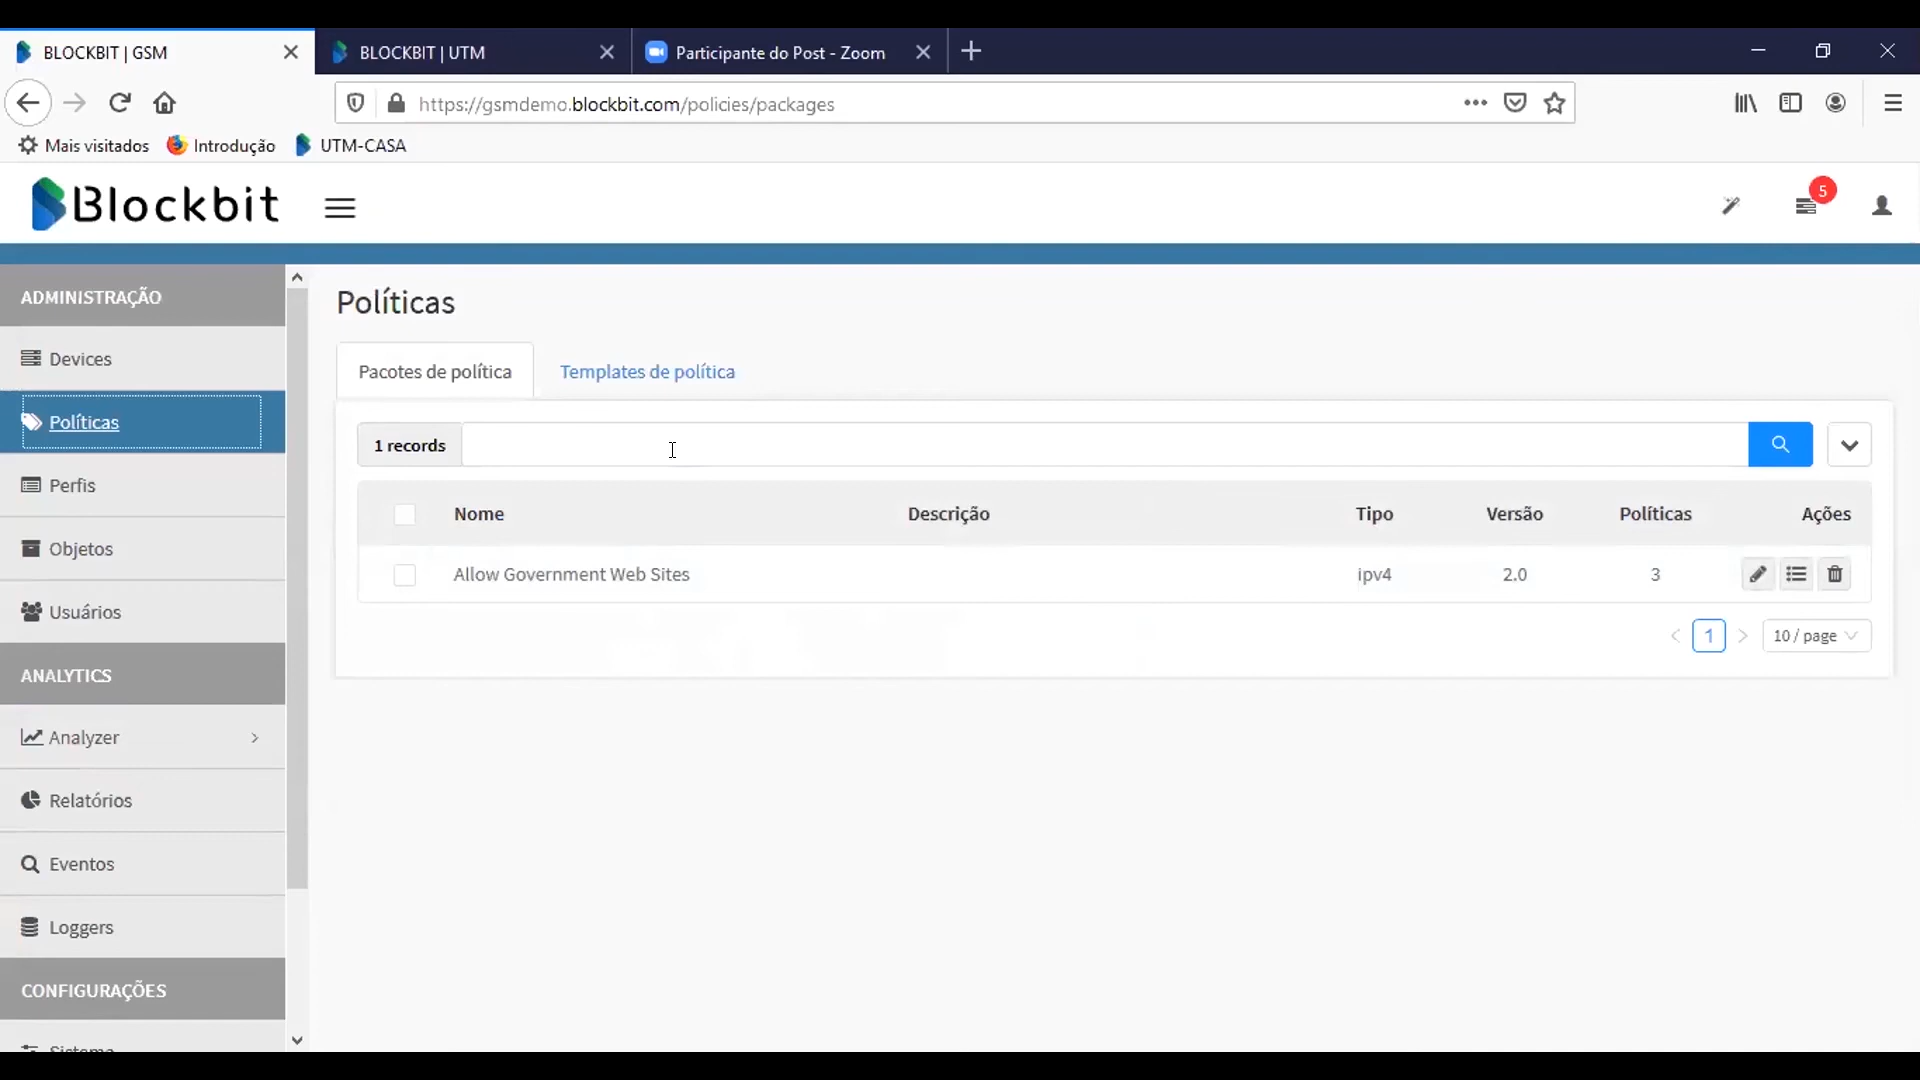 BLOCKBIT | GSM
BLOCKBIT | UTM
Participante do Post - Zoom
https://gsmdemo.blockbit.com/policies/packages
Mais visitados
Introdução
UTM-CASA
Blockbit
5
ADMINISTRAÇÃO
Devices
Políticas
Perfis
Objetos
Usuários
ANALYTICS
Analyzer
Relatórios
Eventos
Loggers
CONFIGURAÇÕES
Sistema
Políticas
Pacotes de política
Templates de política
1 records
Nome Descrição Tipo Versão Políticas Ações
Allow Government Web Sites ipv4 2.0 3
1
10 / page